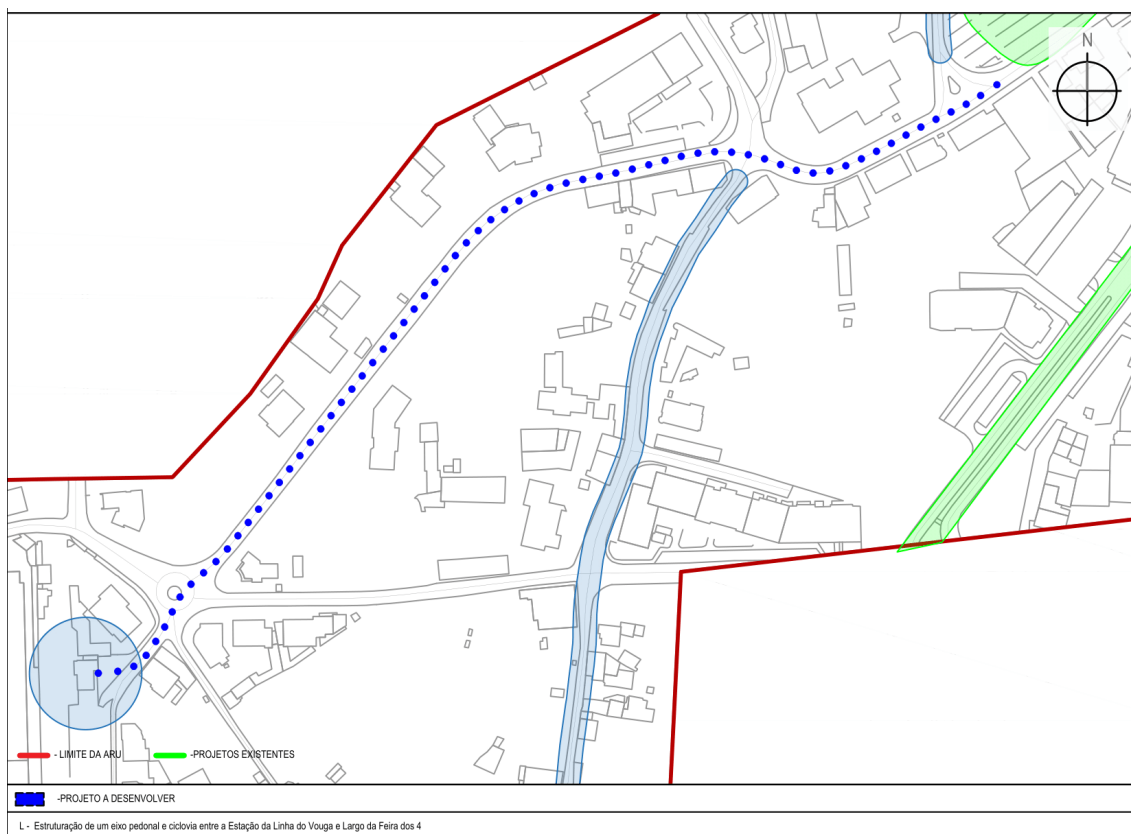 N
- LIMITE DA ARU
-PROJETOS EXISTENTES
-PROJETO A DESENVOLVER
L - Estruturação de um eixo pedonal e ciclovia entre a Estação da Linha do Vouga e Largo da Feira dos 4